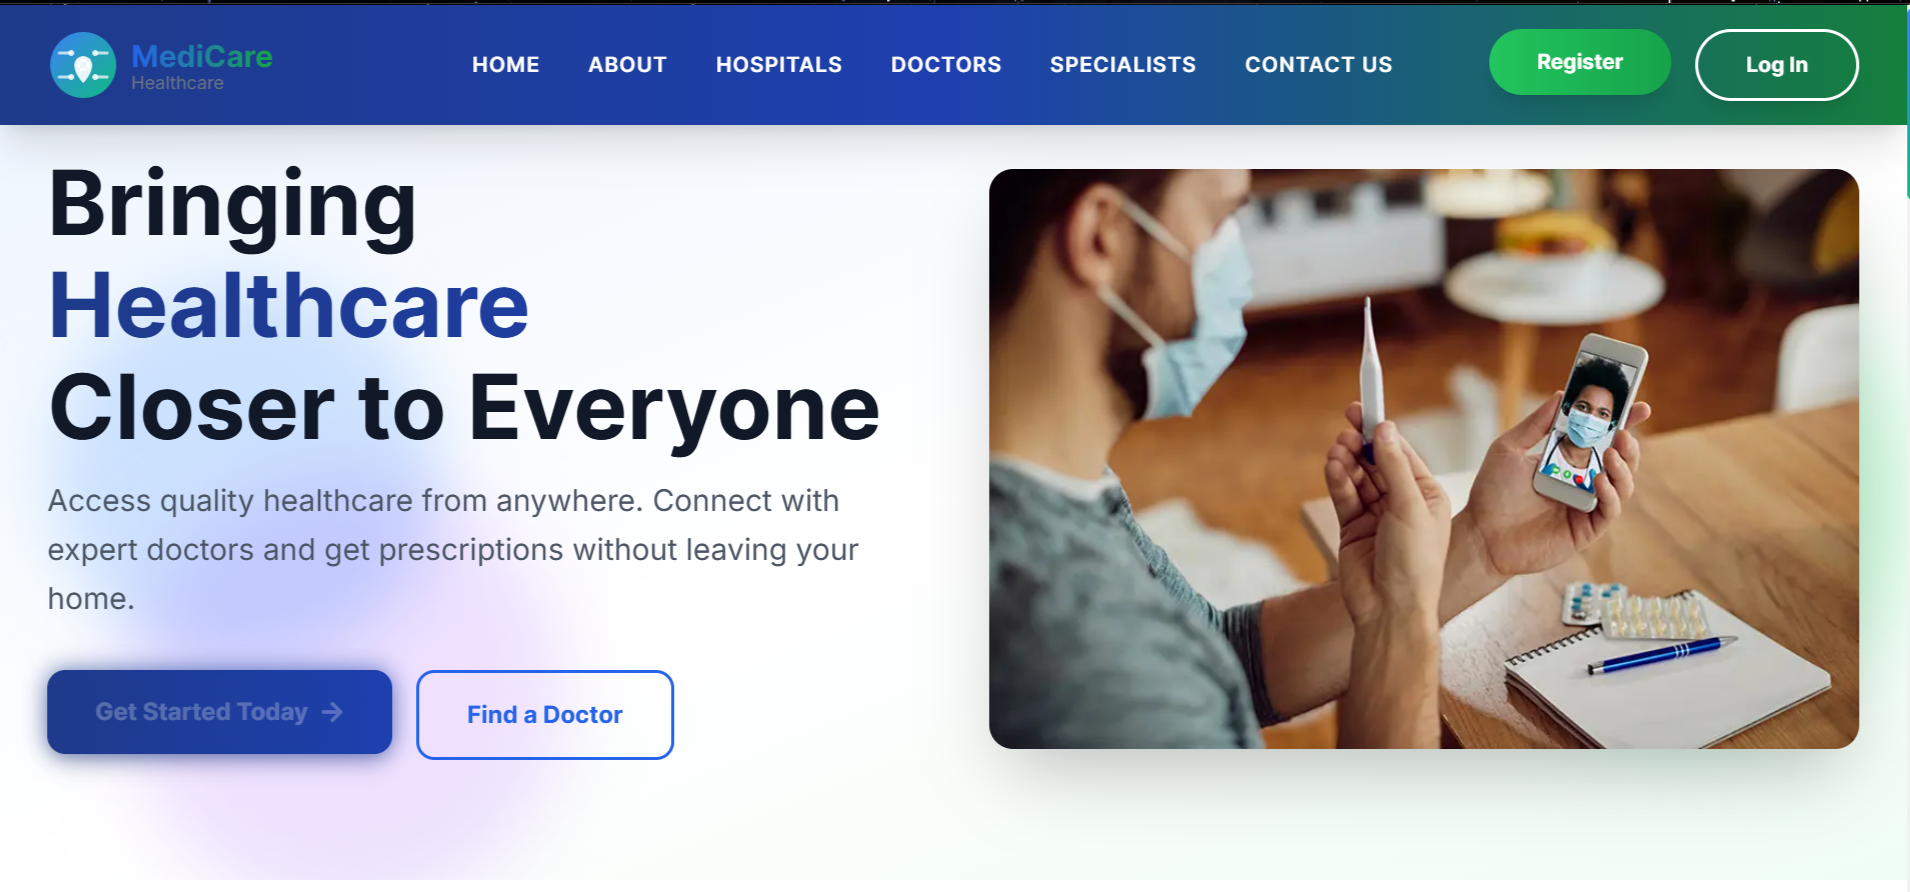 MediCare
Healthcare
HOME
ABOUT
HOSPITALS
DOCTORS
SPECIALISTS
CONTACT US
Register
Log In
Bringing
Healthcare
Closer to Everyone
Access quality healthcare from anywhere. Connect with
expert doctors and get prescriptions without leaving your
home.
Get Started Today →
Find a Doctor